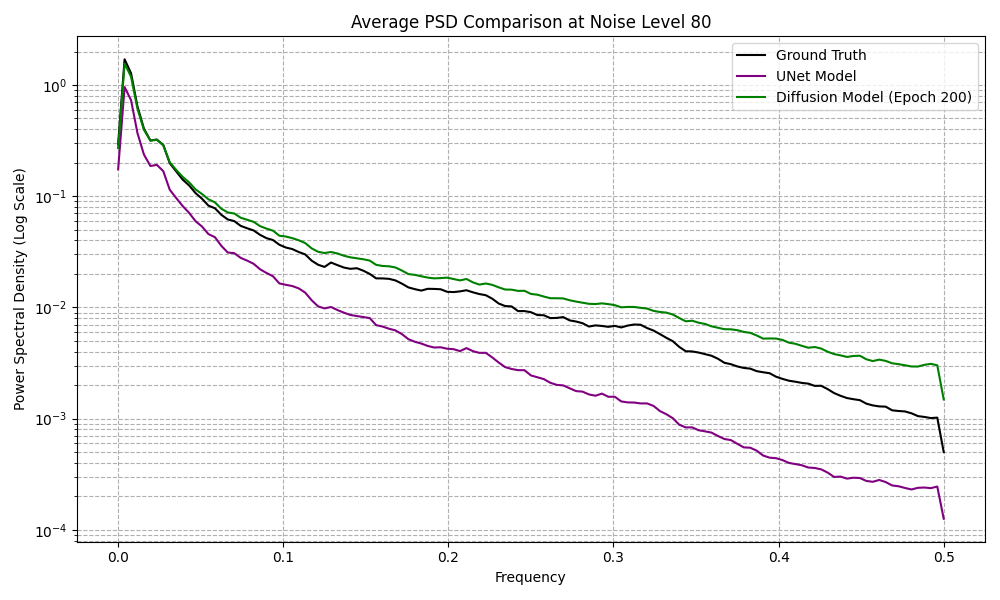 Average PSD Comparison at Noise Level 80
Ground Truth
UNet Model
Diffusion Model (Epoch 200)
Power Spectral Density (Log Scale)
10⁰
10⁻¹
10⁻²
10⁻³
10⁻⁴
0.0 0.1 0.2 0.3 0.4 0.5
Frequency